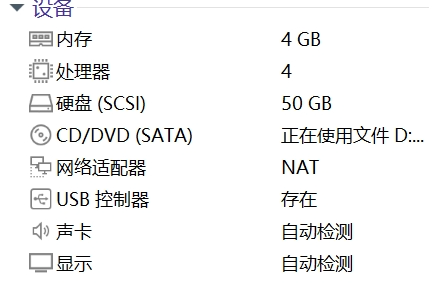 设备
内存 4 GB
处理器 4
硬盘 (SCSI) 50 GB
CD/DVD (SATA) 正在使用文件 D:...
网络适配器 NAT
USB 控制器 存在
声卡 自动检测
显示 自动检测